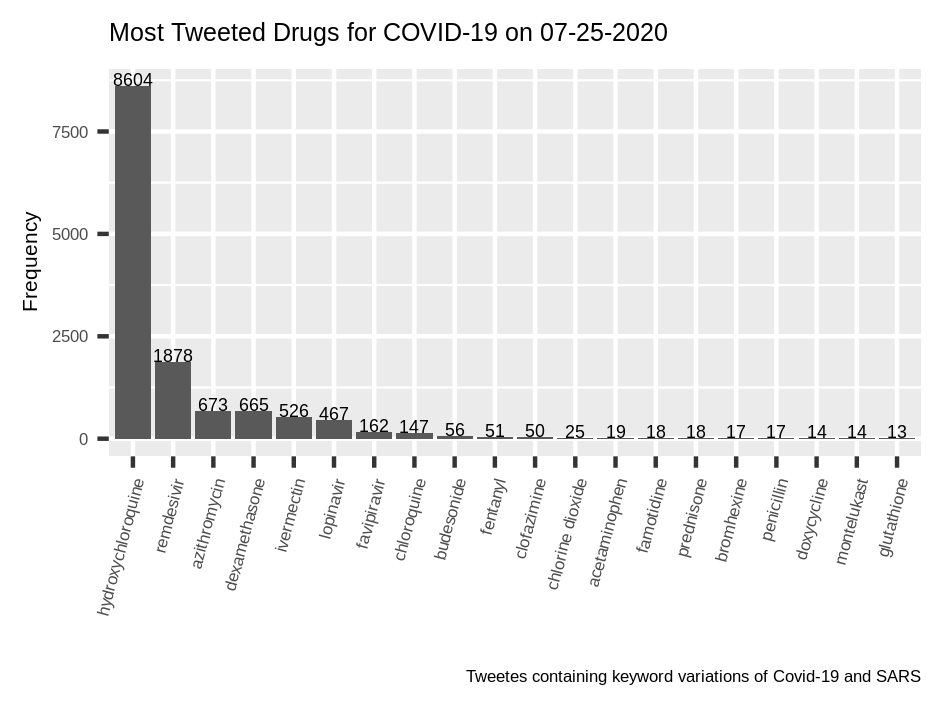 Most Tweeted Drugs for COVID-19 on 07-25-2020
Frequency
7500
5000
2500
0
8604
1878
673
665
526
467
162
147
56
51
50
25
19
18
18
17
17
14
14
13
hydroxychloroquine
remdesivir
azithromycin
dexamethasone
ivermectin
lopinavir
favipiravir
chloroquine
budesonide
fentanyl
clofazimine
chlorine dioxide
acetaminophen
famotidine
prednisone
bromhexine
penicillin
doxycycline
montelukast
glutathione
Tweetes containing keyword variations of Covid-19 and SARS